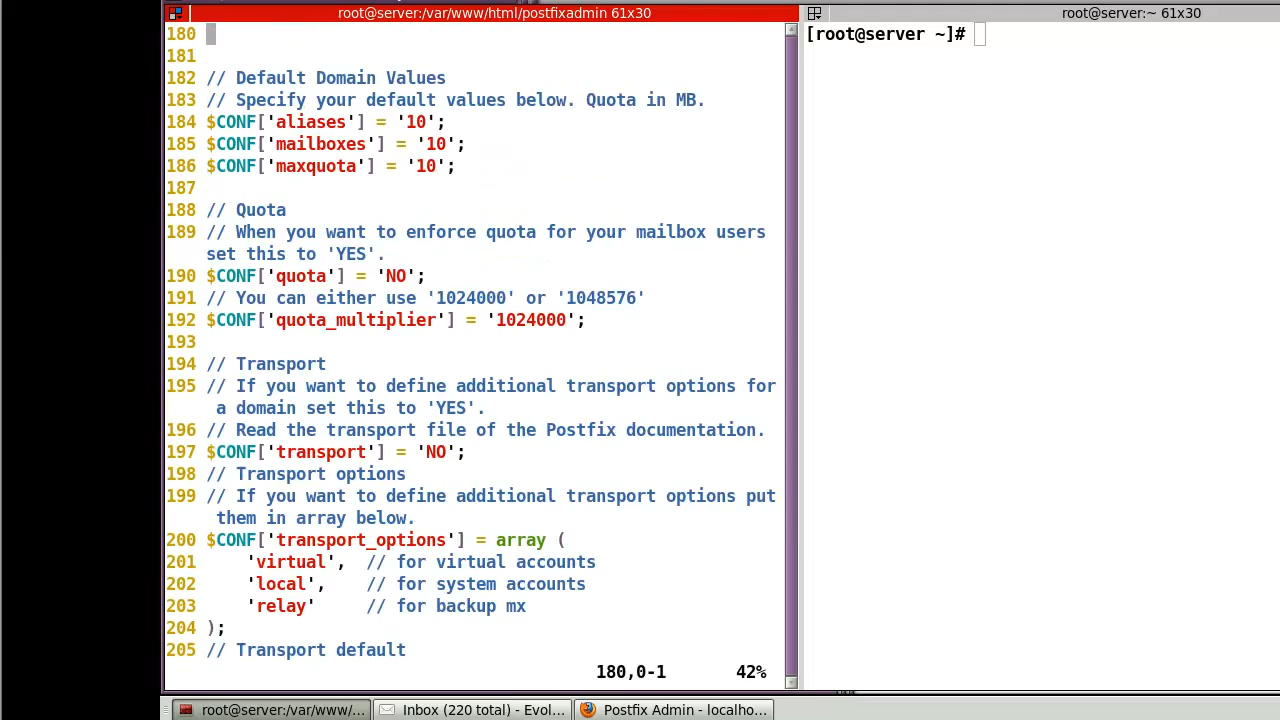 root@server:/var/www/html/postfixadmin 61x30
180
181
182 // Default Domain Values
183 // Specify your default values below. Quota in MB.
184 $CONF['aliases'] = '10';
185 $CONF['mailboxes'] = '10';
186 $CONF['maxquota'] = '10';
187
188 // Quota
189 // When you want to enforce quota for your mailbox users
set this to 'YES'.
190 $CONF['quota'] = 'NO';
191 // You can either use '1024000' or '1048576'
192 $CONF['quota_multiplier'] = '1024000';
193
194 // Transport
195 // If you want to define additional transport options for
a domain set this to 'YES'.
196 // Read the transport file of the Postfix documentation.
197 $CONF['transport'] = 'NO';
198 // Transport options
199 // If you want to define additional transport options put
them in array below.
200 $CONF['transport_options'] = array (
201     'virtual',  // for virtual accounts
202     'local',    // for system accounts
203     'relay'     // for backup mx
204 );
205 // Transport default
180,0-1       42%
root@server:~ 61x30
[root@server ~]#
root@server:/var/www/...
Inbox (220 total) - Evol...
Postfix Admin - localho...